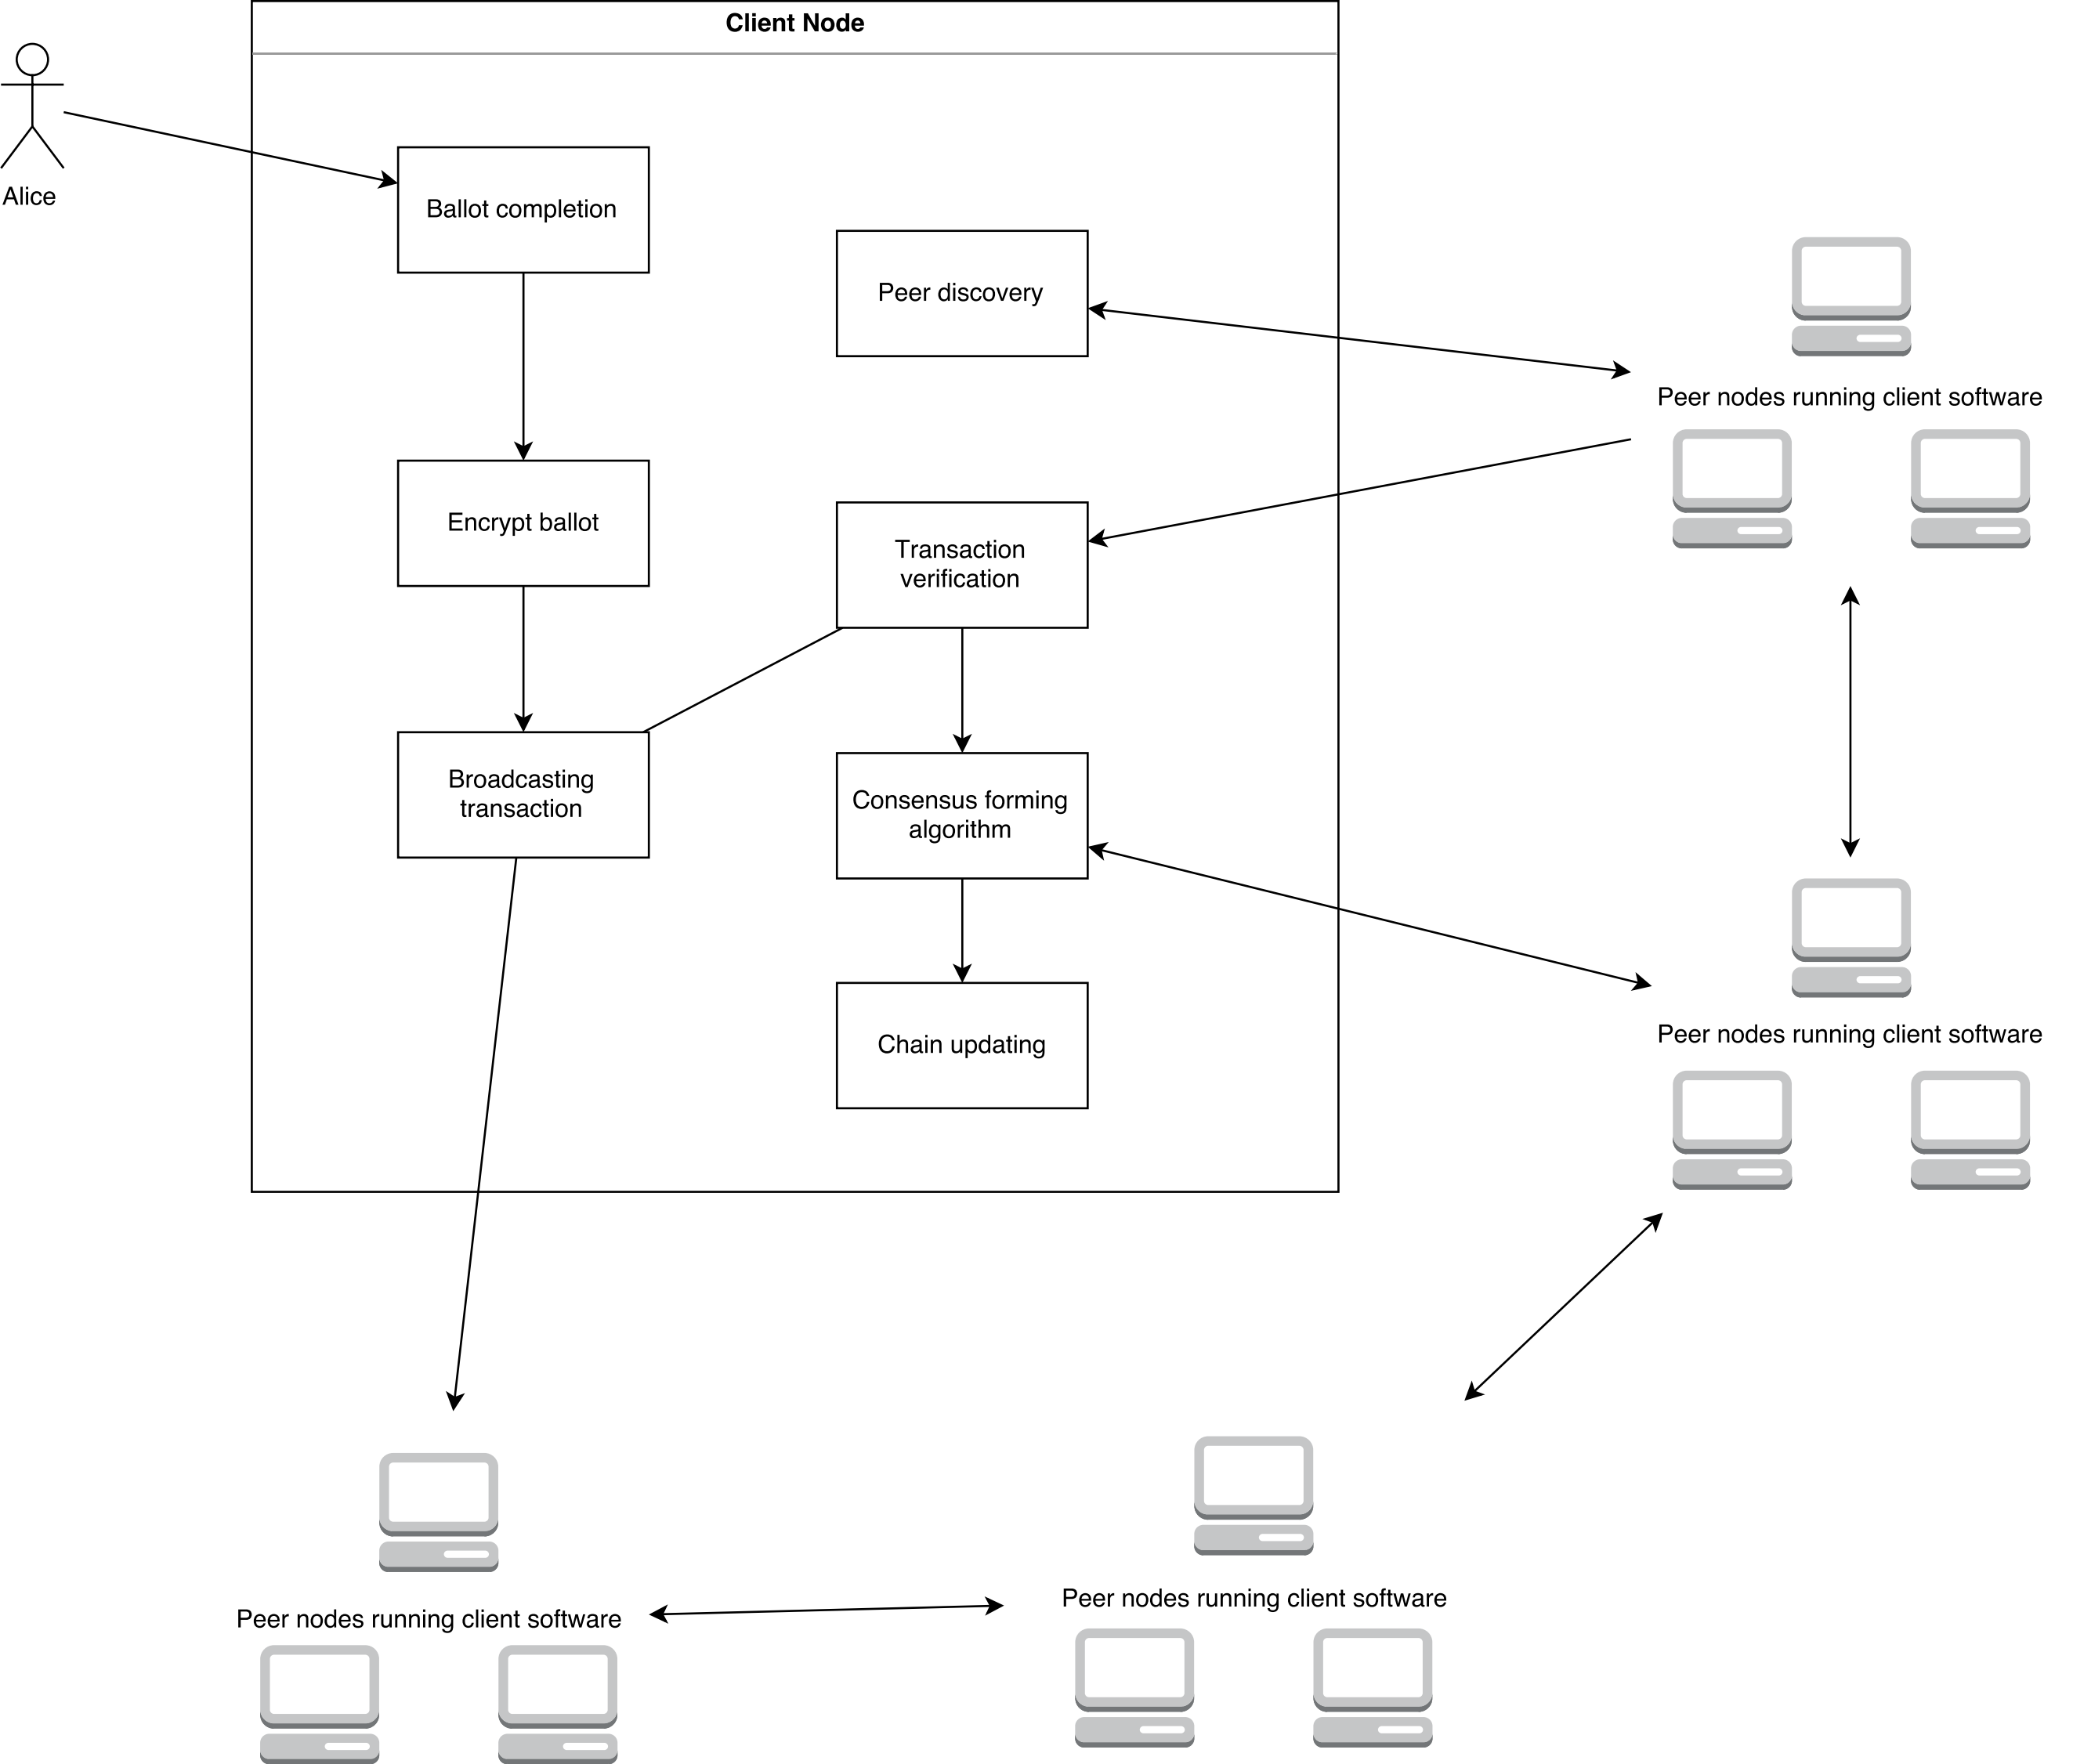 Client Node
Alice
Ballot completion
Peer discovery
Peer nodes running client software
Encrypt ballot
Transaction
verification
Broadcasting
transaction
Consensus forming
algorithm
Chain updating
Peer nodes running client software
Peer nodes running client software
Peer nodes running client software